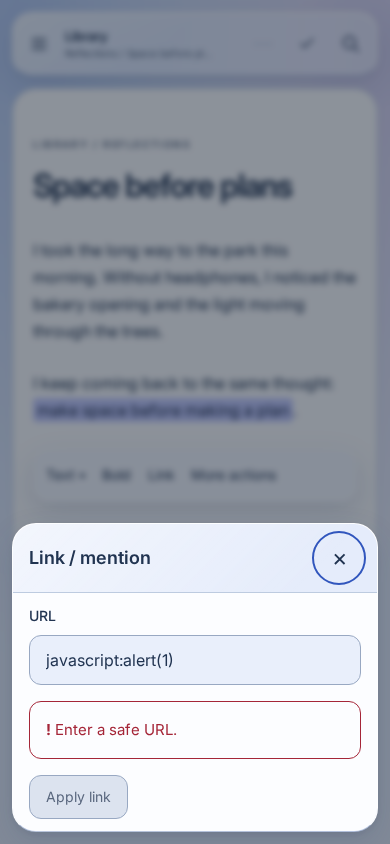 Library
LIBRARY / REFLECTIONS
Space before plans
I took the long way to the park this
morning. Without headphones, I noticed the
bakery opening and the light moving
through the trees.
I keep coming back to the same thought:
make space before making a plan.
Text
Bold
Link
More actions
Link / mention
×
URL
javascript:alert(1)
! Enter a safe URL.
Apply link